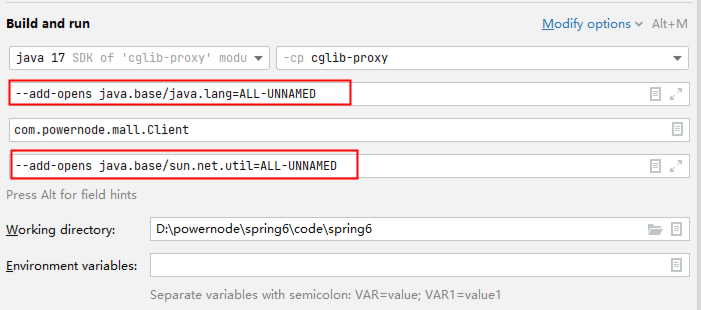 Build and run
Modify options Alt+M
java 17 SDK of 'cglib-proxy' modu -cp cglib-proxy
--add-opens java.base/java.lang=ALL-UNNAMED
com.powernode.mall.Client
--add-opens java.base/sun.net.util=ALL-UNNAMED
Press Alt for field hints
Working directory: D:\powernode\spring6\code\spring6
Environment variables:
Separate variables with semicolon: VAR=value; VAR1=value1